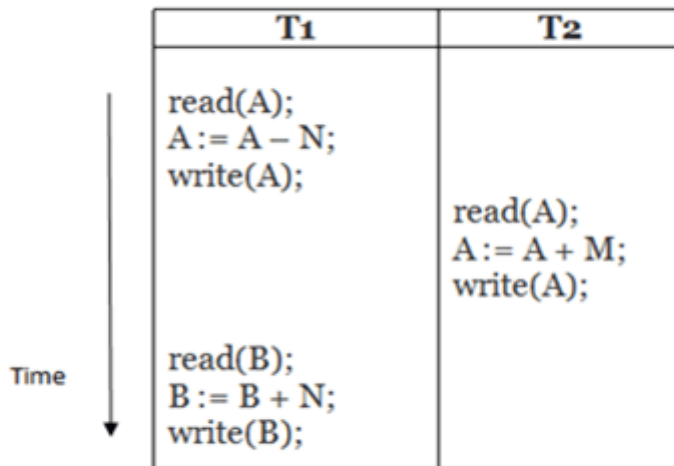 T1 T2
read(A);
A := A – N;
write(A);
read(A);
A := A + M;
write(A);
Time
read(B);
B := B + N;
write(B);